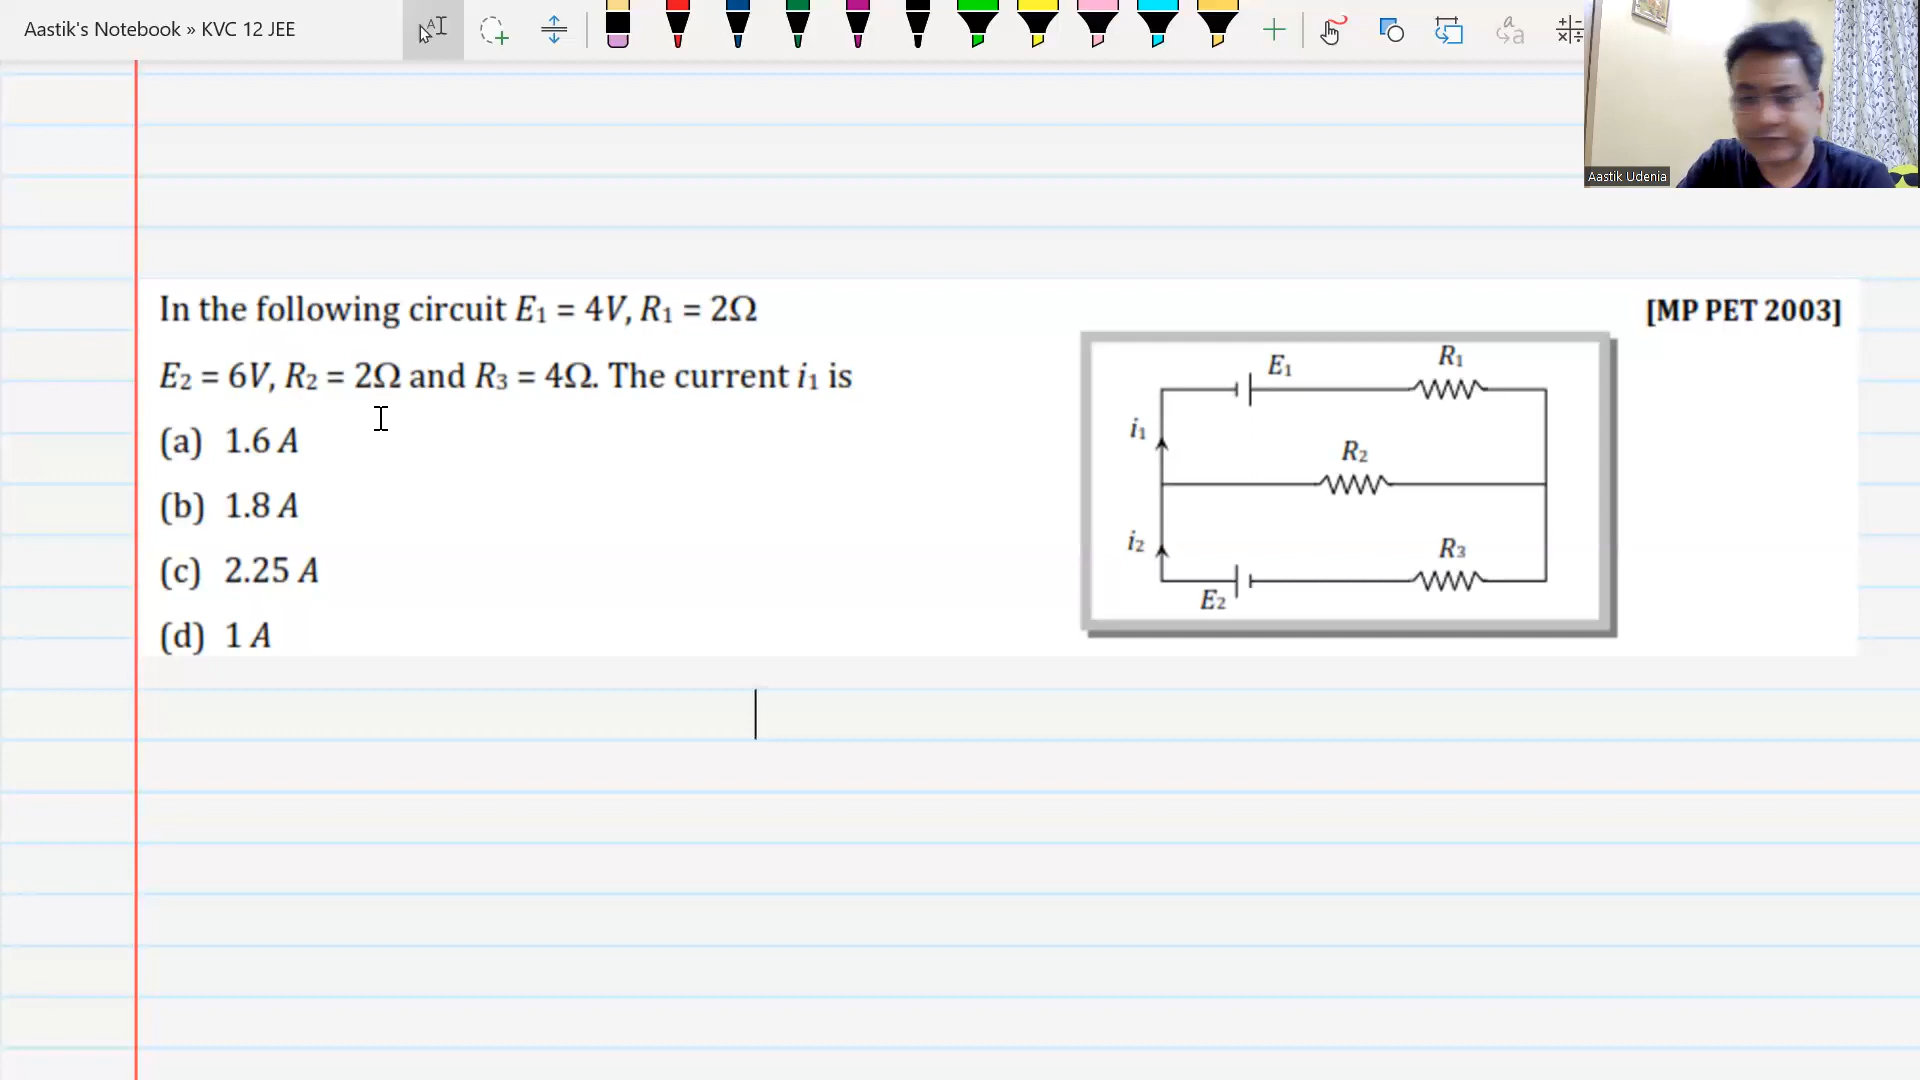 Aastik's Notebook » KVC 12 JEE
Aastik Udenia
In the following circuit E₁ = 4V, R₁ = 2Ω
[MP PET 2003]
E₂ = 6V, R₂ = 2Ω and R₃ = 4Ω. The current i₁ is
(a) 1.6 A
(b) 1.8 A
(c) 2.25 A
(d) 1 A
E₁
R₁
i₁
R₂
i₂
R₃
E₂